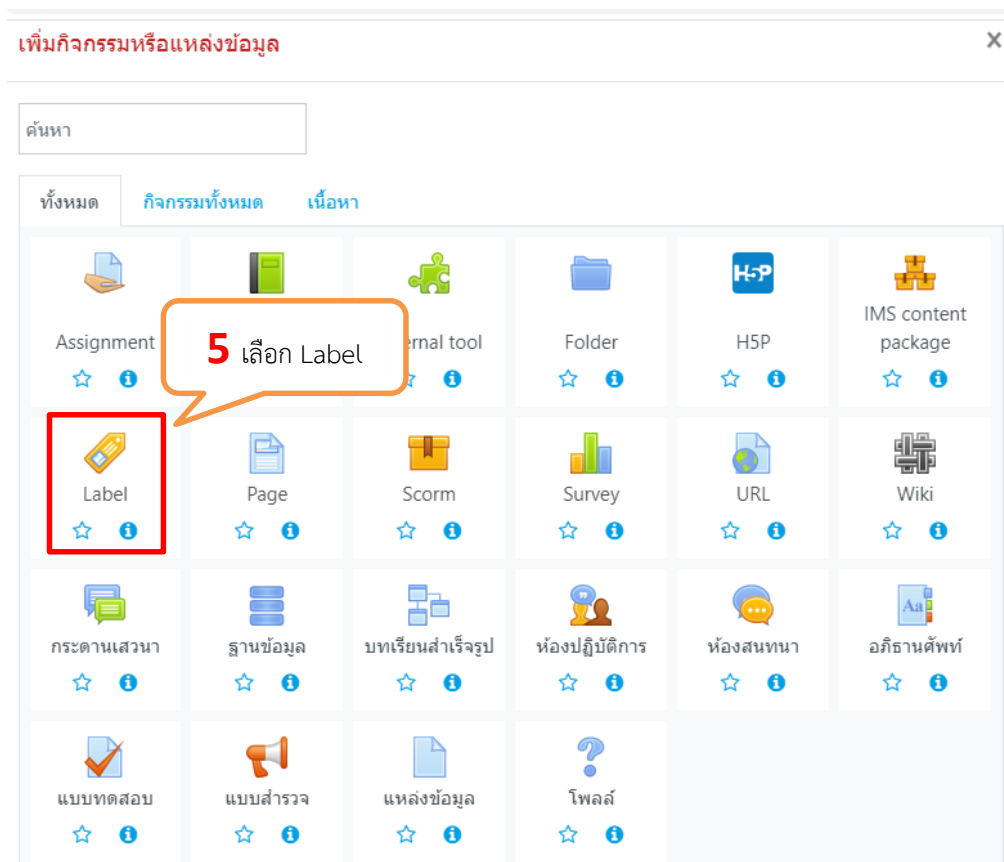 เพิ่มกิจกรรมหรือแหล่งข้อมูล
x
ค้นหา
ทั้งหมด กิจกรรมทั้งหมด เนื้อหา
H5P
Assignment 5 เลือก Label ernal tool Folder H5P IMS content
package
Label Page Scorm Survey URL Wiki
Aa
กระดานเสวนา ฐานข้อมูล บทเรียนสำเร็จรูป ห้องปฏิบัติการ ห้องสนทนา อภิธานศัพท์
แบบทดสอบ แบบสำรวจ แหล่งข้อมูล โพลล์